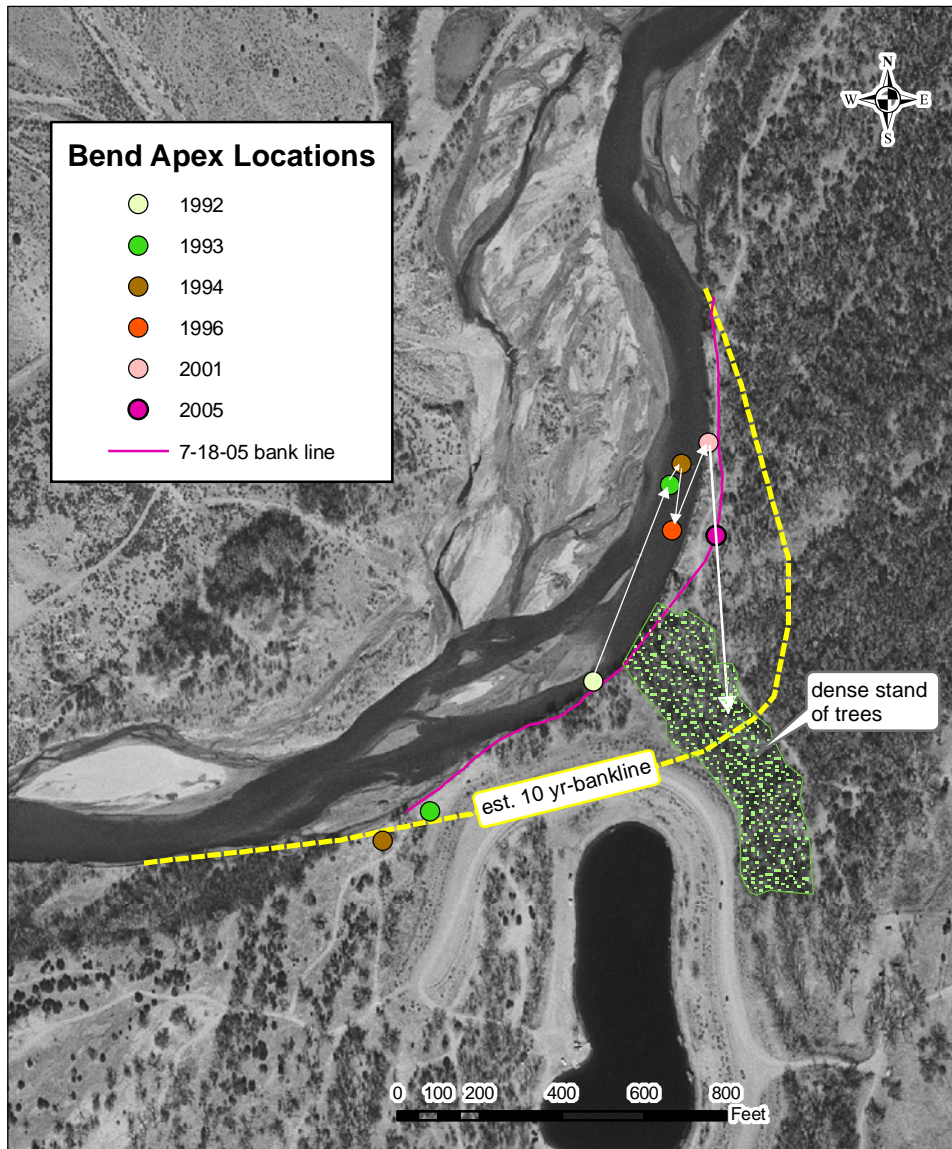 N
W E
S
Bend Apex Locations
1992
1993
1994
1996
2001
2005
7-18-05 bank line
dense stand
of trees
est. 10 yr-bankline
0 100 200 400 600 800
Feet